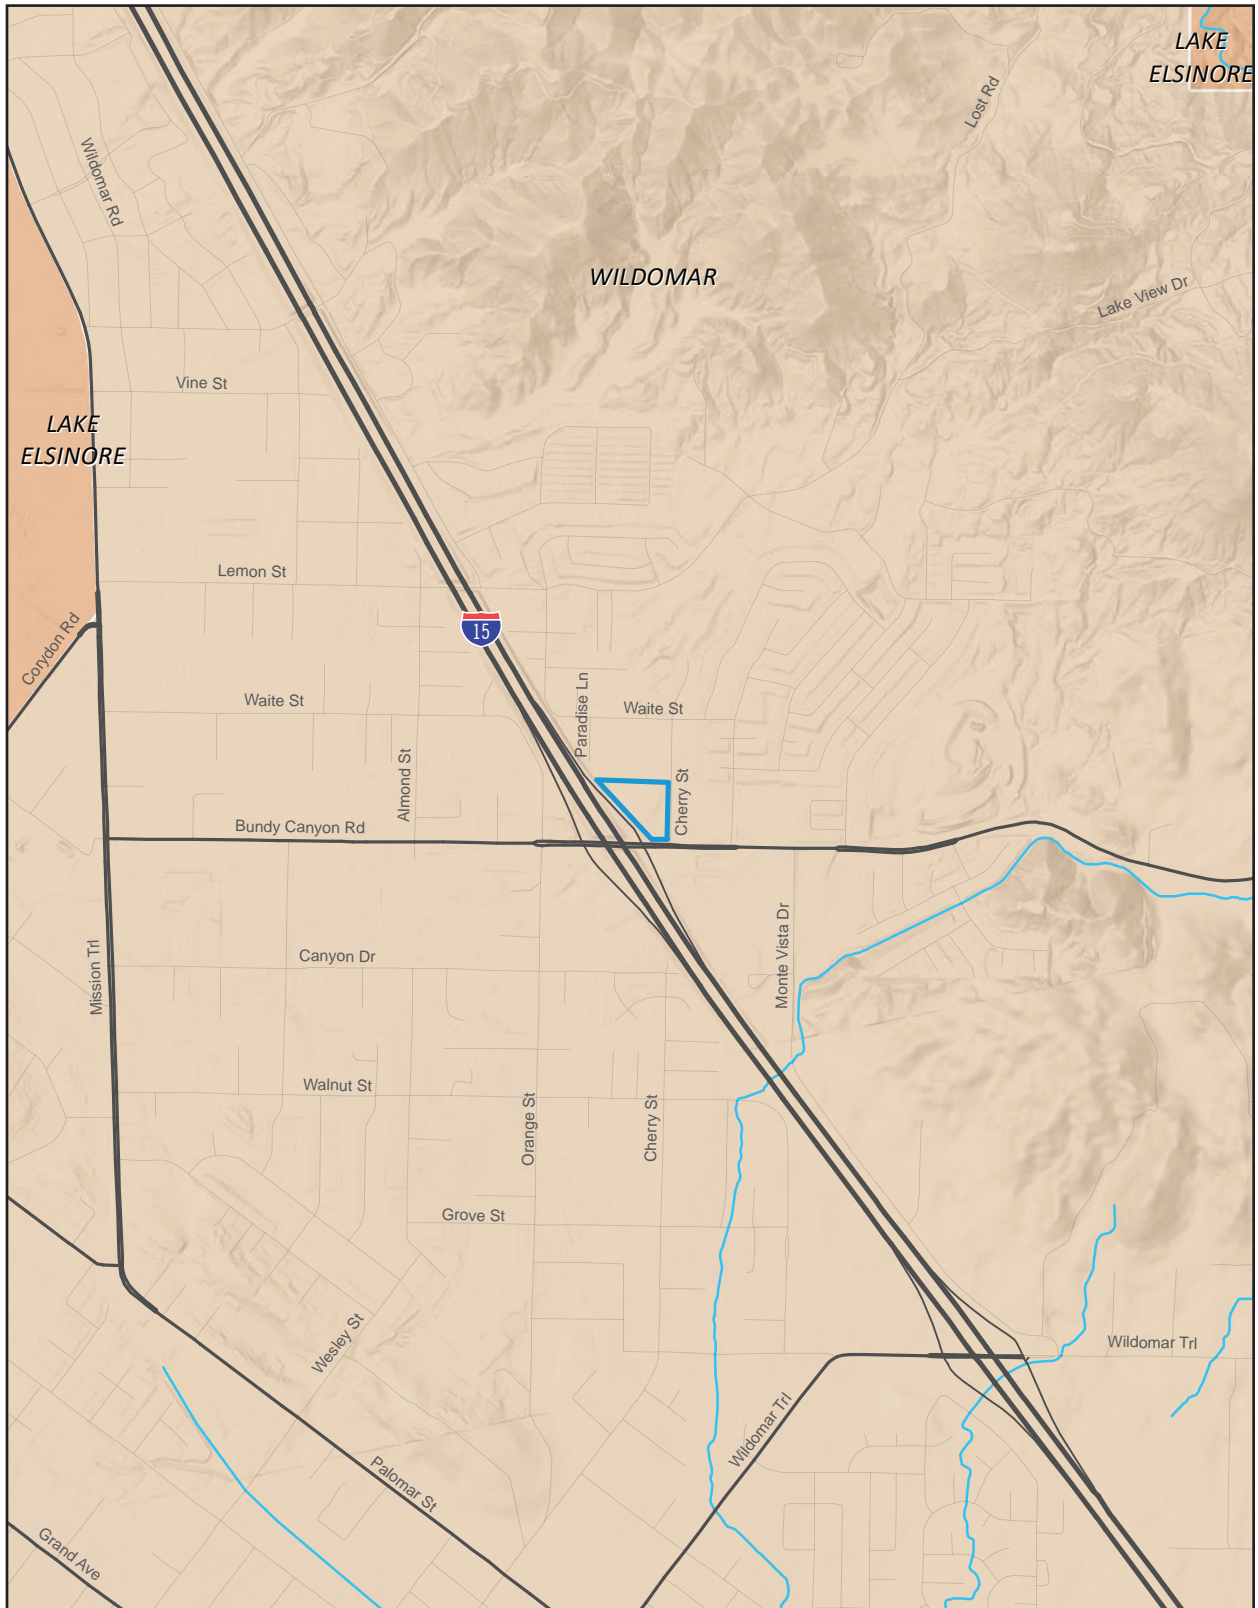 LAKE
ELSINORE
Lost Rd
Wildomar Rd
WILDOMAR
Lake View Dr
Vine St
LAKE
ELSINORE
Lemon St
15
Corydon Rd
Waite St
Paradise Ln
Waite St
Almond St
Cherry St
Bundy Canyon Rd
Monte Vista Dr
Mission Trl
Canyon Dr
Walnut St
Orange St
Cherry St
Grove St
Wesley St
Wildomar Trl
Wildomar Trl
Palomar St
Grand Ave